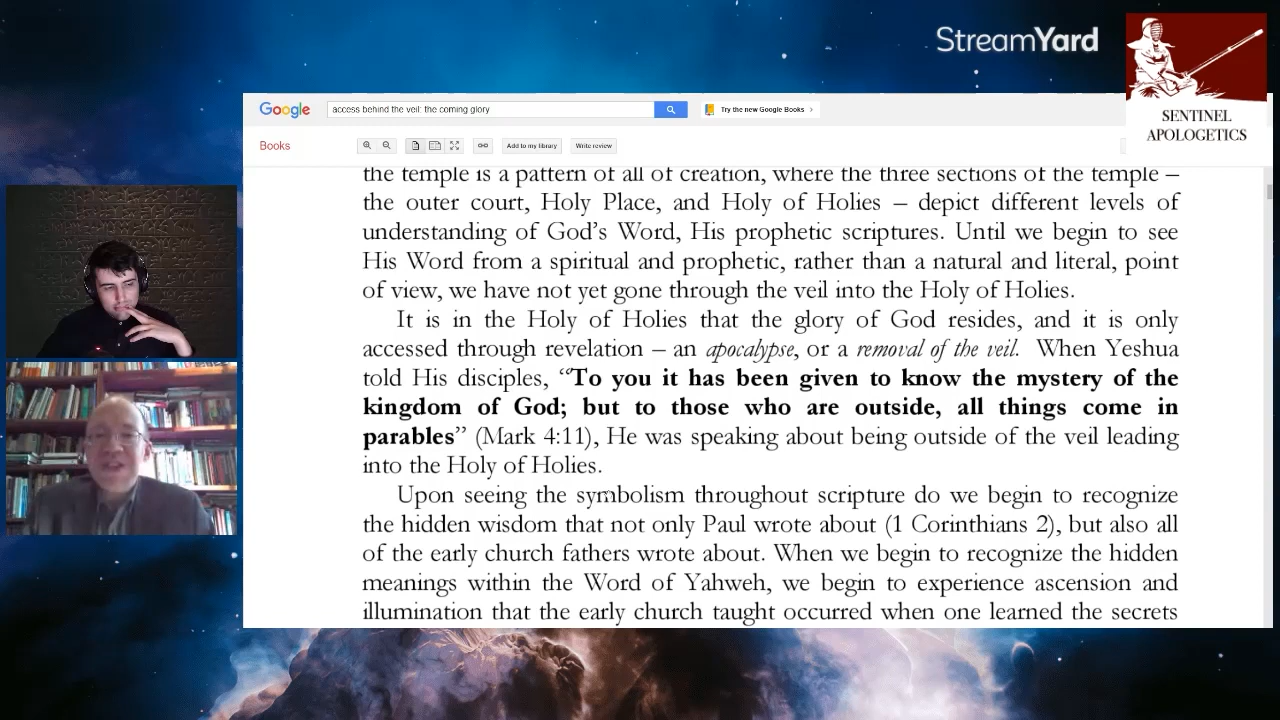 StreamYard
SENTINEL
APOLOGETICS
Google
access behind the veil: the coming glory
Try the new Google Books
Books
Add to my library
Write review
the temple is a pattern of all of creation, where the three sections of the temple –
the outer court, Holy Place, and Holy of Holies – depict different levels of
understanding of God's Word, His prophetic scriptures. Until we begin to see
His Word from a spiritual and prophetic, rather than a natural and literal, point
of view, we have not yet gone through the veil into the Holy of Holies.
It is in the Holy of Holies that the glory of God resides, and it is only
accessed through revelation – an apocalypse, or a removal of the veil. When Yeshua
told His disciples, “To you it has been given to know the mystery of the
kingdom of God; but to those who are outside, all things come in
parables” (Mark 4:11), He was speaking about being outside of the veil leading
into the Holy of Holies.
Upon seeing the symbolism throughout scripture do we begin to recognize
the hidden wisdom that not only Paul wrote about (1 Corinthians 2), but also all
of the early church fathers wrote about. When we begin to recognize the hidden
meanings within the Word of Yahweh, we begin to experience ascension and
illumination that the early church taught occurred when one learned the secrets